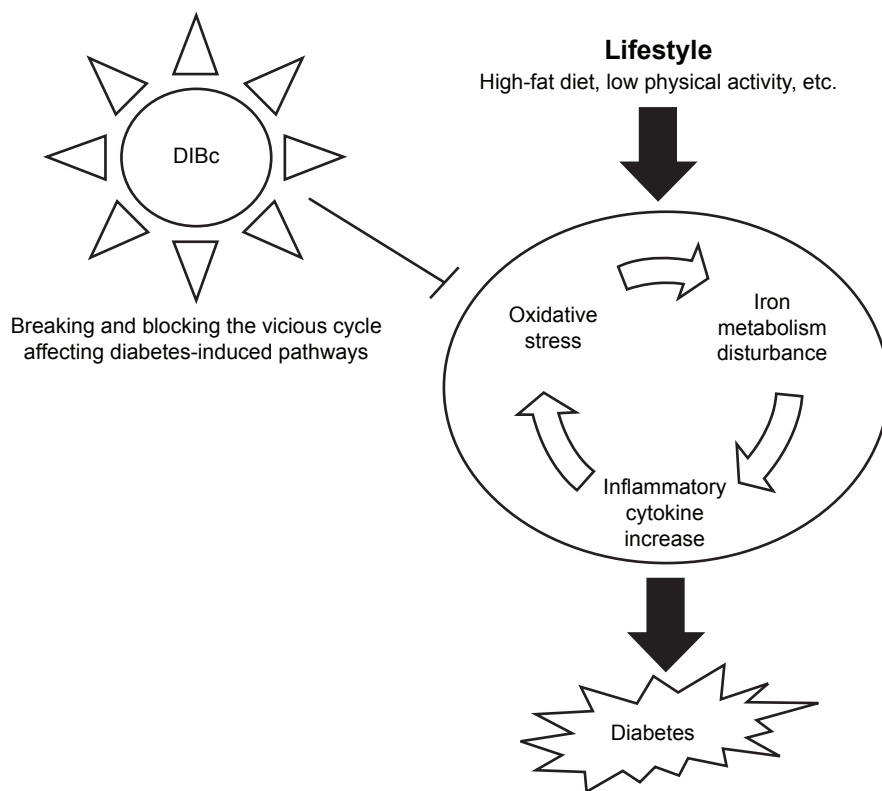 DIBc
Breaking and blocking the vicious cycle
affecting diabetes-induced pathways
Lifestyle
High-fat diet, low physical activity, etc.
Oxidative
stress
Iron
metabolism
disturbance
Inflammatory
cytokine
increase
Diabetes